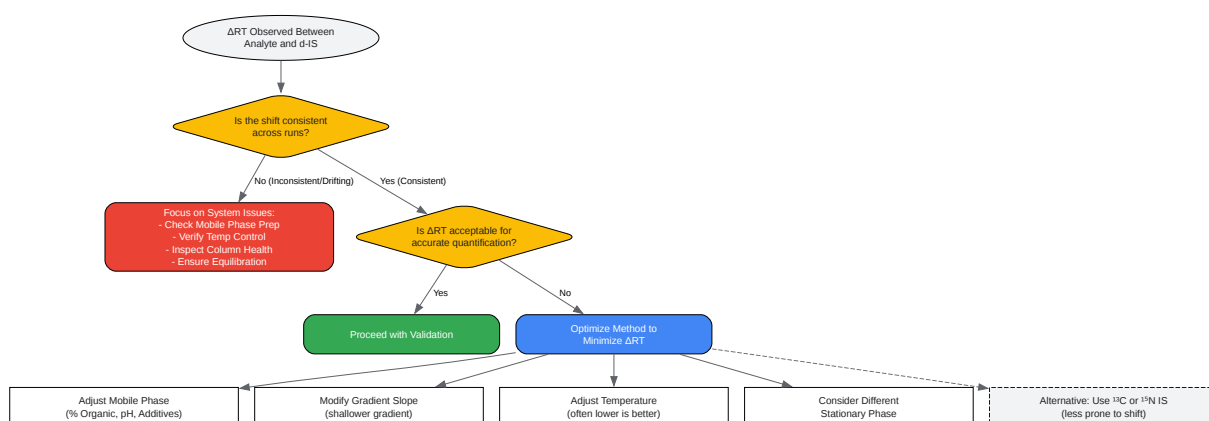 ΔRT Observed Between
Analyte and d-IS
Is the shift consistent
across runs?
No (Inconsistent/Drifting)
Yes (Consistent)
Focus on System Issues:
- Check Mobile Phase Prep
- Verify Temp Control
- Inspect Column Health
- Ensure Equilibration
Is ΔRT acceptable for
accurate quantification?
Yes
No
Proceed with Validation
Optimize Method to
Minimize ΔRT
Adjust Mobile Phase
(% Organic, pH, Additives)
Modify Gradient Slope
(shallower gradient)
Adjust Temperature
(often lower is better)
Consider Different
Stationary Phase
Alternative: Use ¹³C or ¹⁵N IS
(less prone to shift)